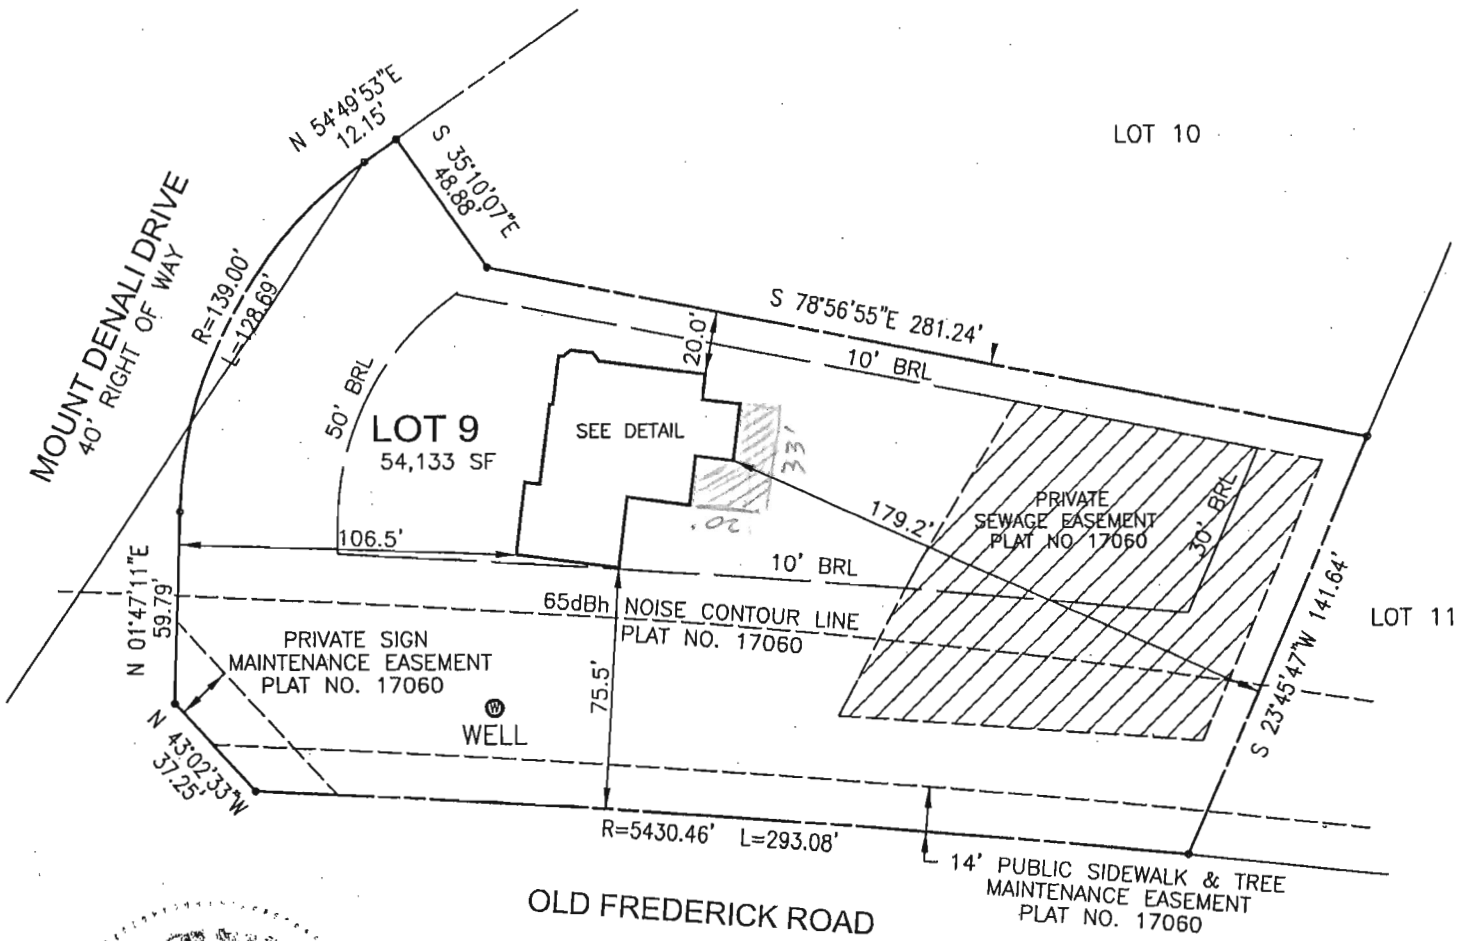 N 54°49'53"E
12.15'
S 35°10'07"E
48.88'
LOT 10
MOUNT DENALI DRIVE
40' RIGHT OF WAY
R=139.00'
L=128.69'
S 78°56'55"E 281.24'
20.0'
10' BRL
50' BRL
LOT 9
54,133 SF
SEE DETAIL
33'
20'
179.2'
PRIVATE
SEWAGE EASEMENT
PLAT NO 17060
30' BRL
106.5'
10' BRL
N 01°47'11"E
59.79'
65dBh NOISE CONTOUR LINE
PLAT NO. 17060
S 23°45'47"W 141.64'
LOT 11
PRIVATE SIGN
MAINTENANCE EASEMENT
PLAT NO. 17060
75.5'
W
WELL
N 43°02'33"W
37.25'
R=5430.46' L=293.08'
14' PUBLIC SIDEWALK & TREE
MAINTENANCE EASEMENT
PLAT NO. 17060
OLD FREDERICK ROAD